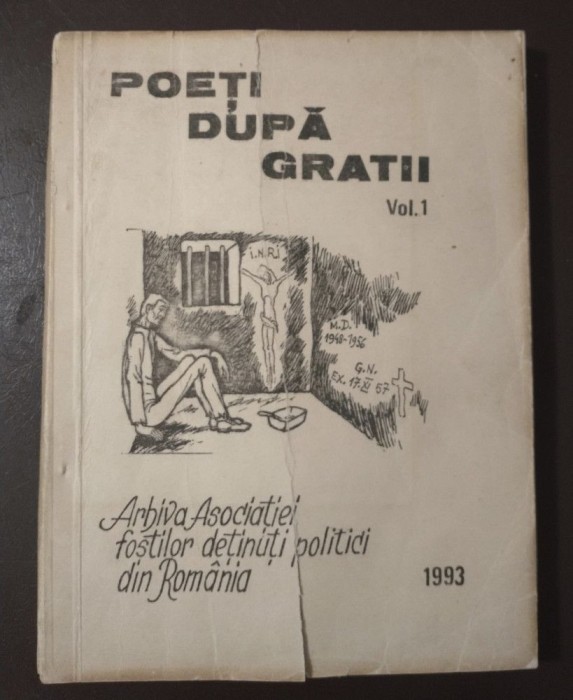 POEȚI
DUPĂ
GRATII
Vol.1
I.N.R.I
M.D.
1948-1956
G.N.
Ex. 17 XI 57
Arhiva Asociației
foștilor deținuți politici
din România
1993